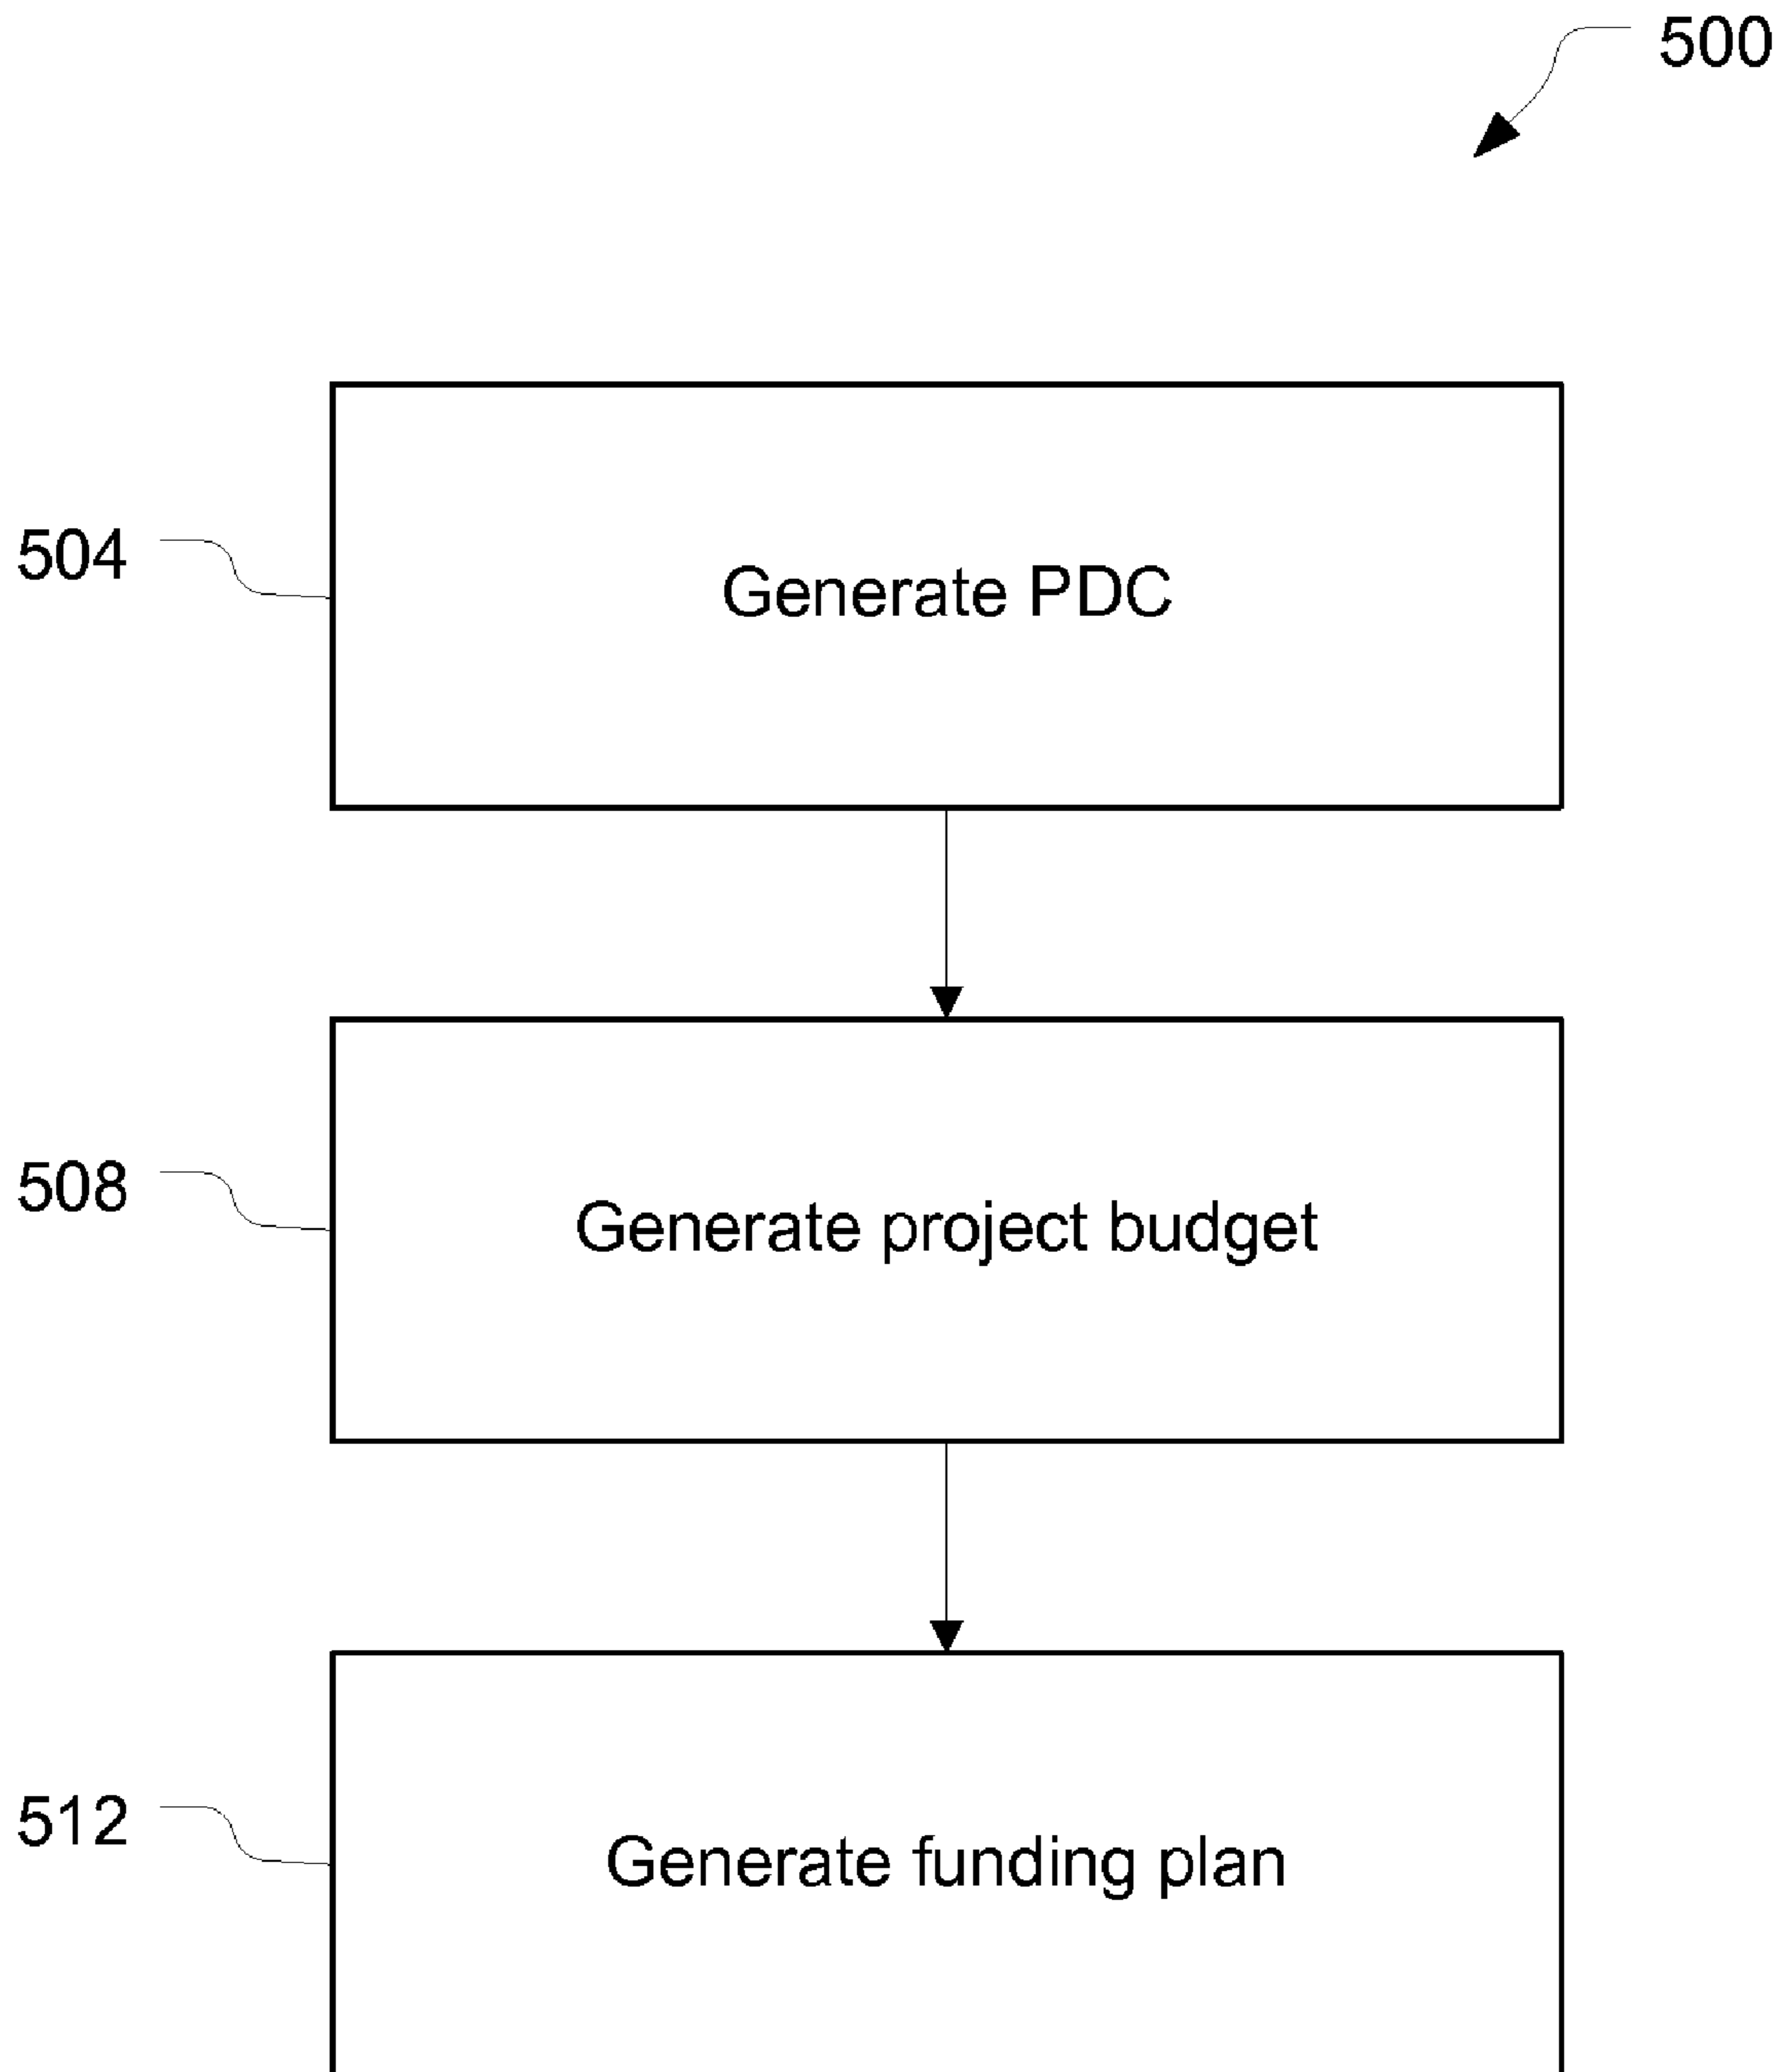 500
504
Generate PDC
508
Generate project budget
512
Generate funding plan